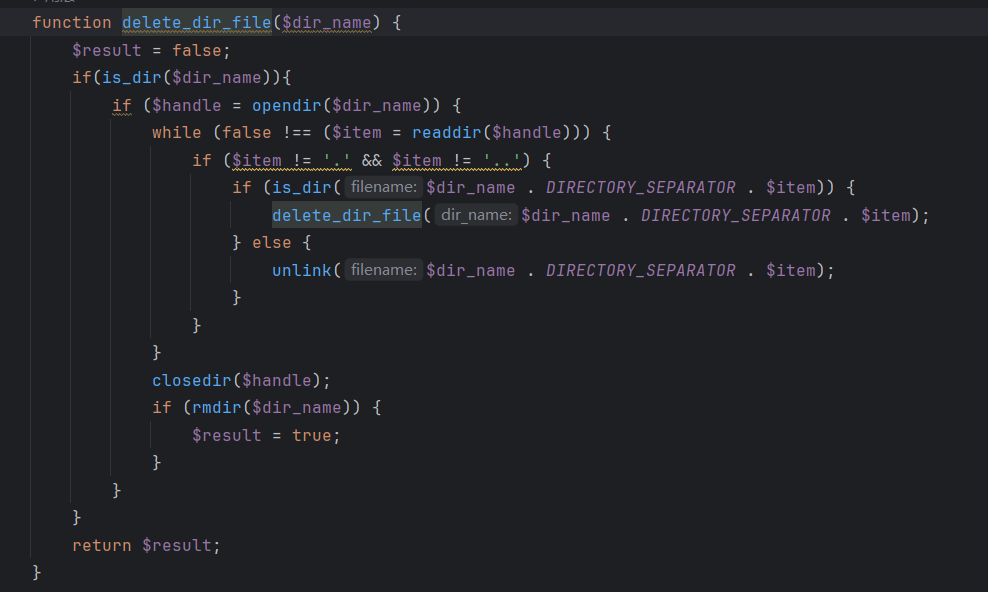 function delete_dir_file($dir_name) {
    $result = false;
    if(is_dir($dir_name)){
        if ($handle = opendir($dir_name)) {
            while (false !== ($item = readdir($handle))) {
                if ($item != '.' && $item != '..') {
                    if (is_dir( filename: $dir_name . DIRECTORY_SEPARATOR . $item)) {
                        delete_dir_file( dir_name: $dir_name . DIRECTORY_SEPARATOR . $item);
                    } else {
                        unlink( filename: $dir_name . DIRECTORY_SEPARATOR . $item);
                    }
                }
            }
            closedir($handle);
            if (rmdir($dir_name)) {
                $result = true;
            }
        }
    }
    return $result;
}